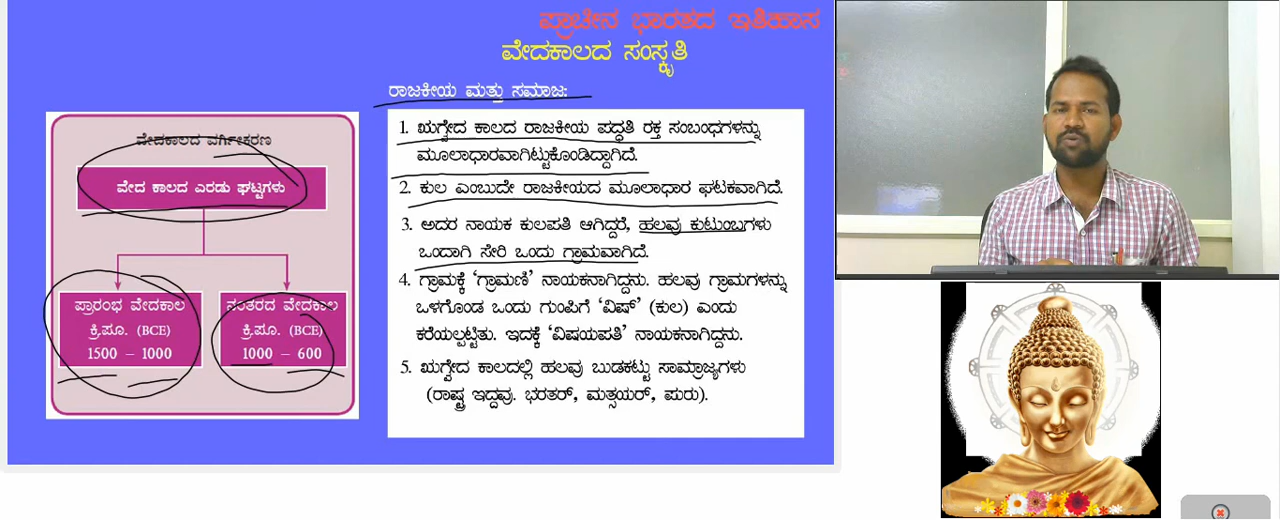 ಪ್ರಾಚೀನ ಭಾರತದ ಇತಿಹಾಸ
ವೇದಕಾಲದ ಸಂಸ್ಕೃತಿ
ರಾಜಕೀಯ ಮತ್ತು ಸಮಾಜ:
ವೇದಕಾಲದ ವರ್ಗೀಕರಣ
ವೇದ ಕಾಲದ ಎರಡು ಘಟ್ಟಗಳು
ಪ್ರಾರಂಭ ವೇದಕಾಲ
ಕ್ರಿ.ಪೂ. (BCE)
1500 – 1000
ನಂತರದ ವೇದಕಾಲ
ಕ್ರಿ.ಪೂ. (BCE)
1000 – 600
1. ಋಗ್ವೇದ ಕಾಲದ ರಾಜಕೀಯ ಪದ್ಧತಿ ರಕ್ತ ಸಂಬಂಧಗಳನ್ನು
ಮೂಲಾಧಾರವಾಗಿಟ್ಟುಕೊಂಡಿದ್ದಾಗಿದೆ.
2. ಕುಲ ಎಂಬುದೇ ರಾಜಕೀಯದ ಮೂಲಾಧಾರ ಘಟಕವಾಗಿದೆ.
3. ಅದರ ನಾಯಕ ಕುಲಪತಿ ಆಗಿದ್ದರೆ, ಹಲವು ಕುಟುಂಬಗಳು
ಒಂದಾಗಿ ಸೇರಿ ಒಂದು ಗ್ರಾಮವಾಗಿದೆ.
4. ಗ್ರಾಮಕ್ಕೆ ‘ಗ್ರಾಮಣಿ’ ನಾಯಕನಾಗಿದ್ದನು. ಹಲವು ಗ್ರಾಮಗಳನ್ನು
ಒಳಗೊಂಡ ಒಂದು ಗುಂಪಿಗೆ ‘ವಿಷ್’ (ಕುಲ) ಎಂದು
ಕರೆಯಲ್ಪಟ್ಟಿತು. ಇದಕ್ಕೆ ‘ವಿಷಯಪತಿ’ ನಾಯಕನಾಗಿದ್ದನು.
5. ಋಗ್ವೇದ ಕಾಲದಲ್ಲಿ ಹಲವು ಬುಡಕಟ್ಟು ಸಾಮ್ರಾಜ್ಯಗಳು
(ರಾಷ್ಟ್ರ ಇದ್ದವು. ಭರತರ್, ಮತ್ಸಯರ್, ಪುರು).